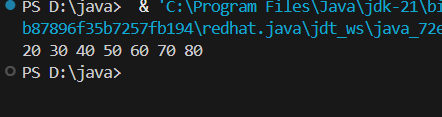 PS D:\java>  & 'C:\Program Files\Java\jdk-21\bi
b87896f35b7257fb194\redhat.java\jdt_ws\java_72e
20 30 40 50 60 70 80
PS D:\java>